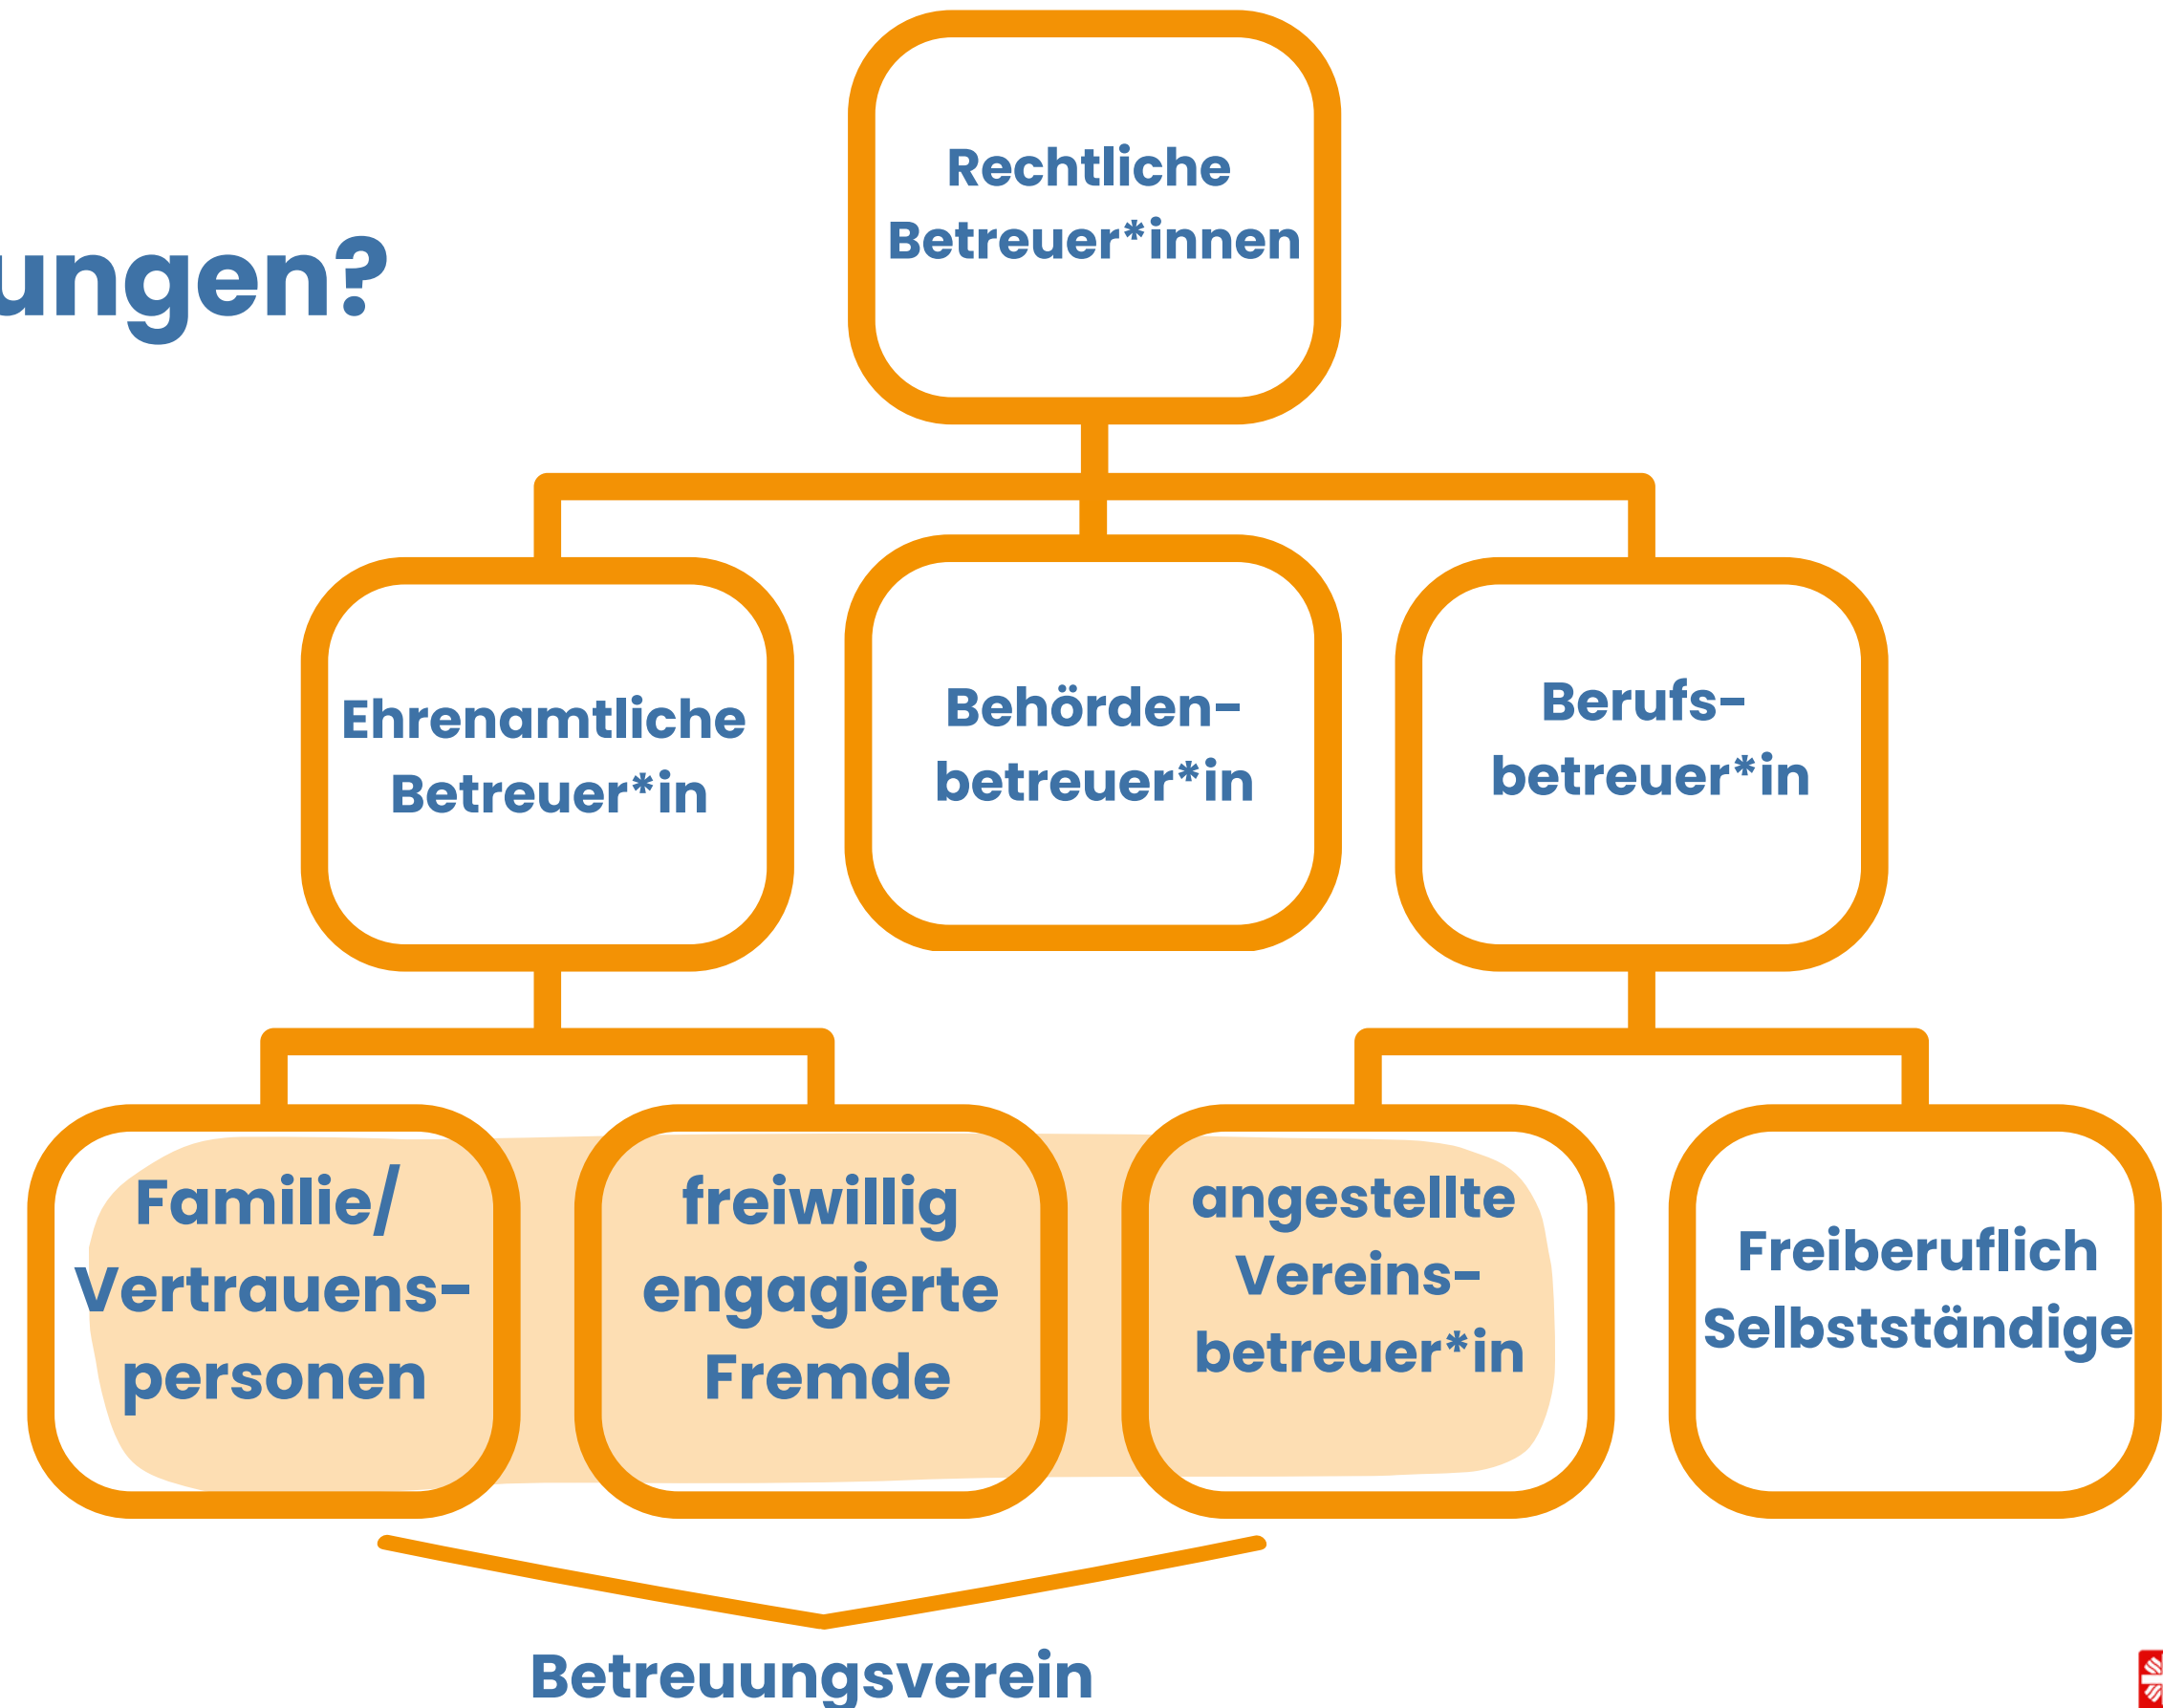 Rechtliche
Betreuer*innen
ungen?
Ehrenamtliche
Betreuer*in
Behörden-
betreuer*in
Berufs-
betreuer*in
Familie/
Vertrauens-
personen
freiwillig
engagierte
Fremde
angestellte
Vereins-
betreuer*in
Freiberuflich
Selbstständige
Betreuungsverein